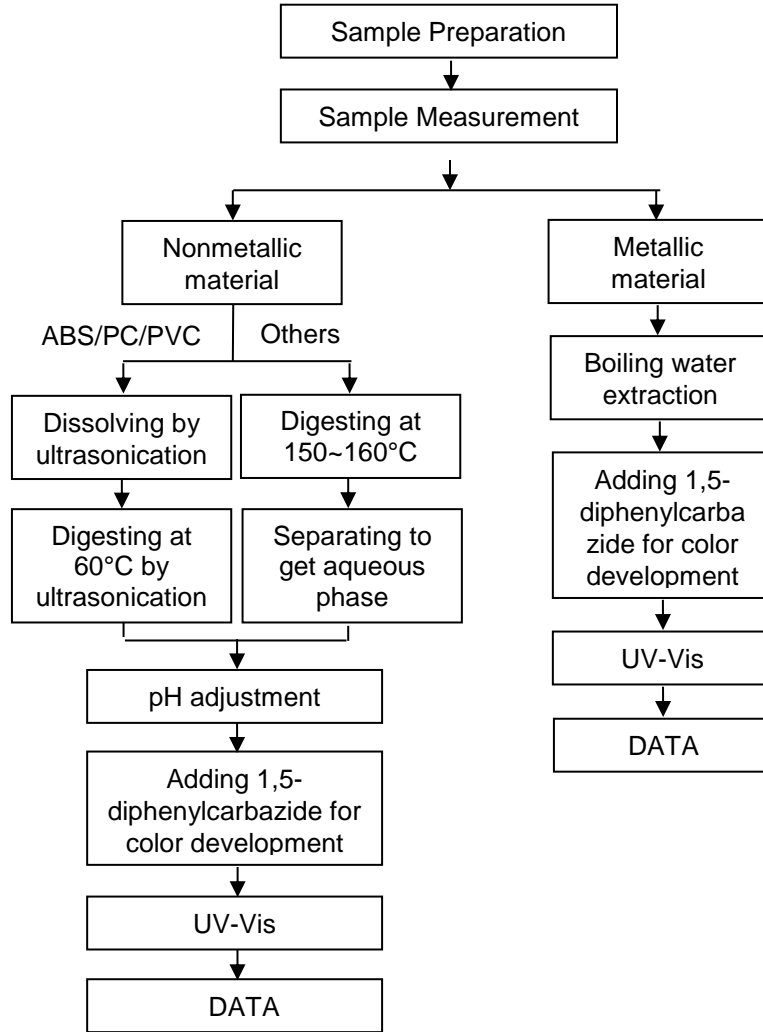 Sample Preparation
Sample Measurement
Nonmetallic
material
ABS/PC/PVC
Others
Dissolving by
ultrasonication
Digesting at
150~160°C
Digesting at
60°C by
ultrasonication
Separating to
get aqueous
phase
pH adjustment
Adding 1,5-
diphenylcarbazide for
color development
UV-Vis
DATA
Metallic
material
Boiling water
extraction
Adding 1,5-
diphenylcarba
zide for color
development
UV-Vis
DATA